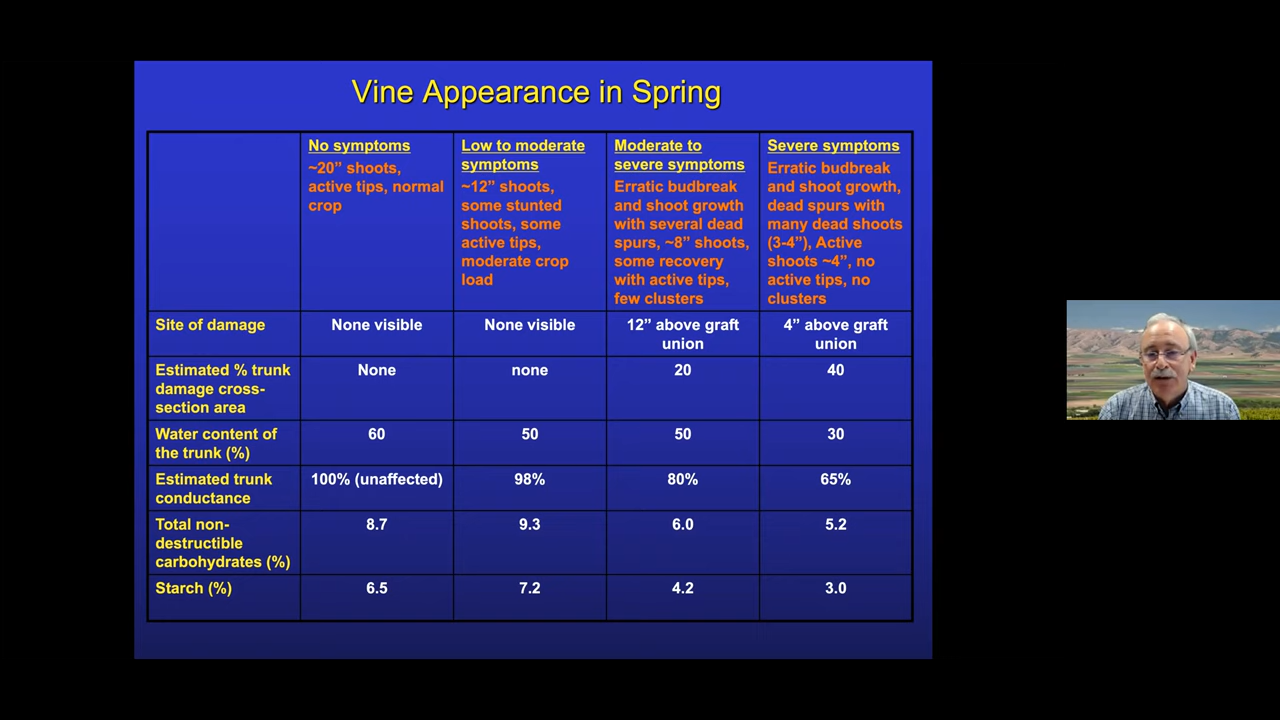 Vine Appearance in Spring
No symptoms
~20” shoots,
active tips, normal
crop
Low to moderate
symptoms
~12” shoots,
some stunted
shoots, some
active tips,
moderate crop
load
Moderate to
severe symptoms
Erratic budbreak
and shoot growth
with several dead
spurs, ~8” shoots,
some recovery
with active tips,
few clusters
Severe symptoms
Erratic budbreak
and shoot growth,
dead spurs with
many dead shoots
(3-4”), Active
shoots ~4”, no
active tips, no
clusters
Site of damage
None visible
None visible
12” above graft
union
4” above graft
union
Estimated % trunk
damage cross-
section area
None
none
20
40
Water content of
the trunk (%)
60
50
50
30
Estimated trunk
conductance
100% (unaffected)
98%
80%
65%
Total non-
destructible
carbohydrates (%)
8.7
9.3
6.0
5.2
Starch (%)
6.5
7.2
4.2
3.0